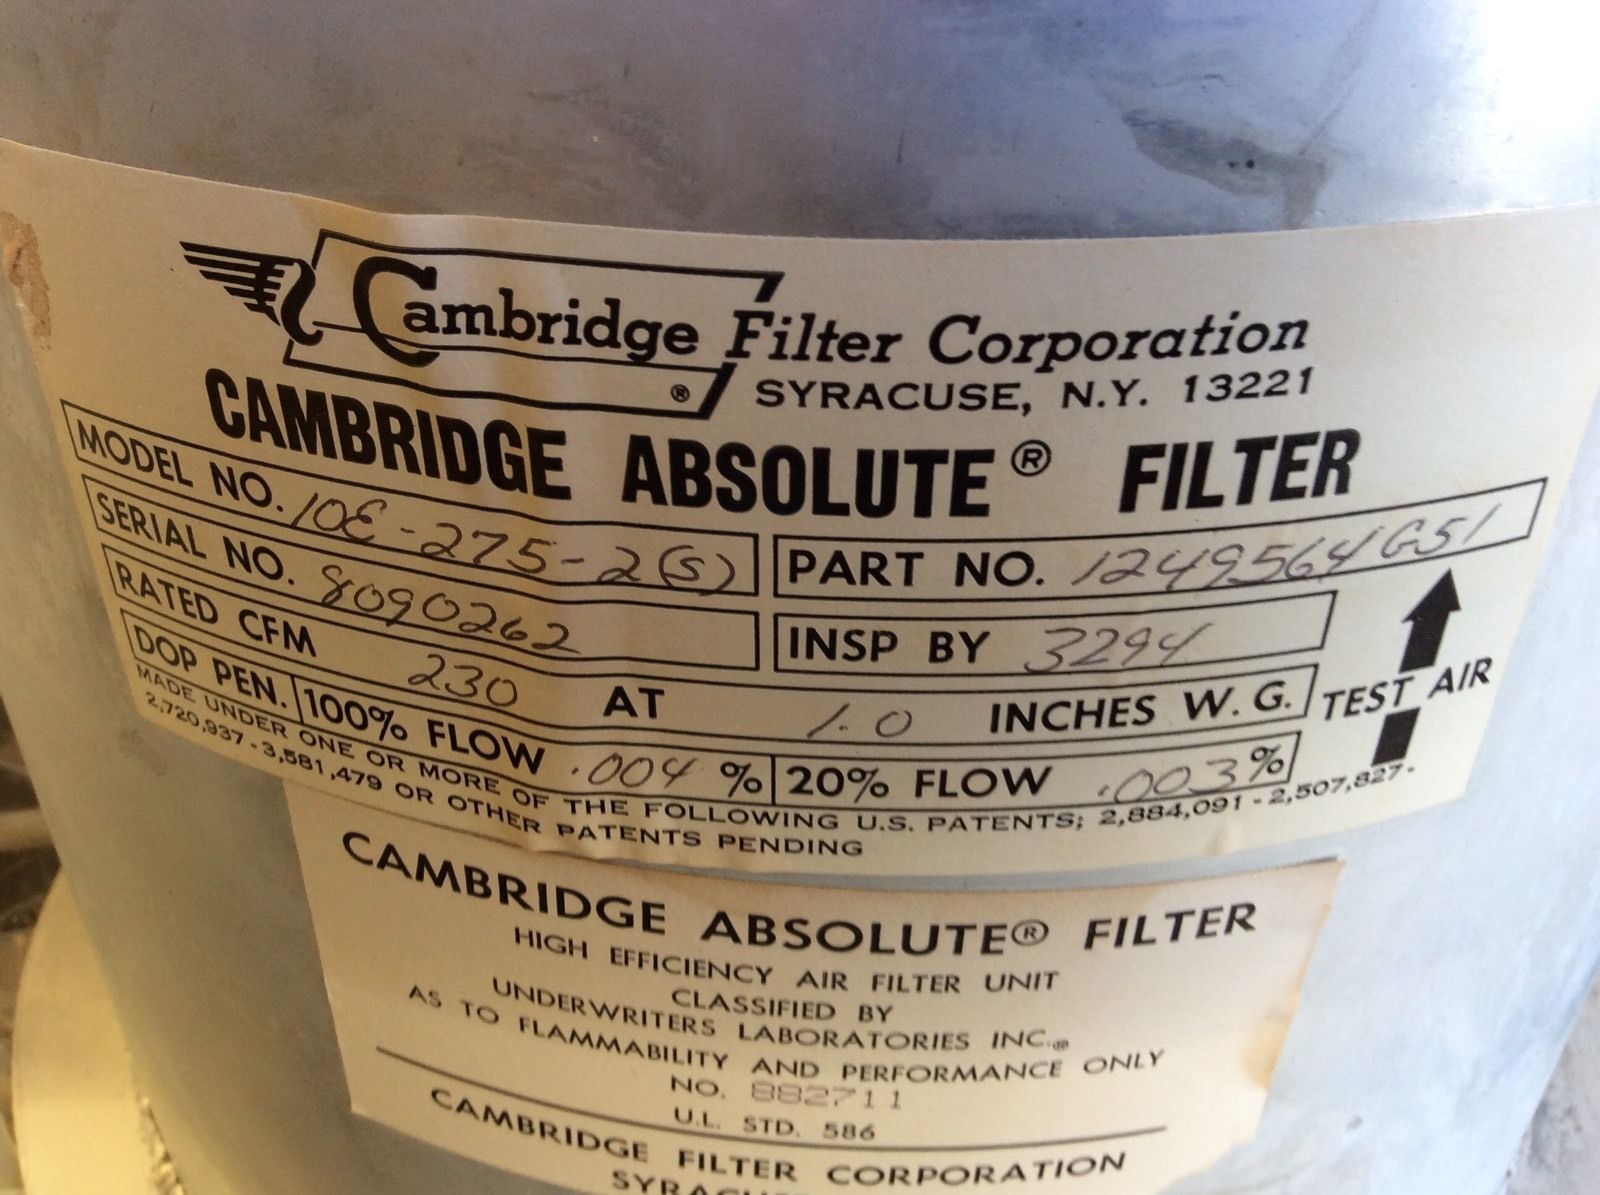 Cambridge Filter Corporation
®
SYRACUSE, N.Y. 13221
CAMBRIDGE ABSOLUTE® FILTER
MODEL NO. 10E-275-2(S)
PART NO. 1249564G51
SERIAL NO. 8090262
INSP BY 3294
RATED CFM 230 AT 1.0 INCHES W.G.
TEST AIR
DOP PEN. 100% FLOW .004 % 20% FLOW .003%
MADE UNDER ONE OR MORE OF THE FOLLOWING U.S. PATENTS; 2,884,091 - 2,507,827 -
2,720,937 - 3,581,479 OR OTHER PATENTS PENDING
CAMBRIDGE ABSOLUTE® FILTER
HIGH EFFICIENCY AIR FILTER UNIT
CLASSIFIED BY
UNDERWRITERS LABORATORIES INC.®
AS TO FLAMMABILITY AND PERFORMANCE ONLY
NO. 882711
U.L. STD. 586
CAMBRIDGE FILTER CORPORATION